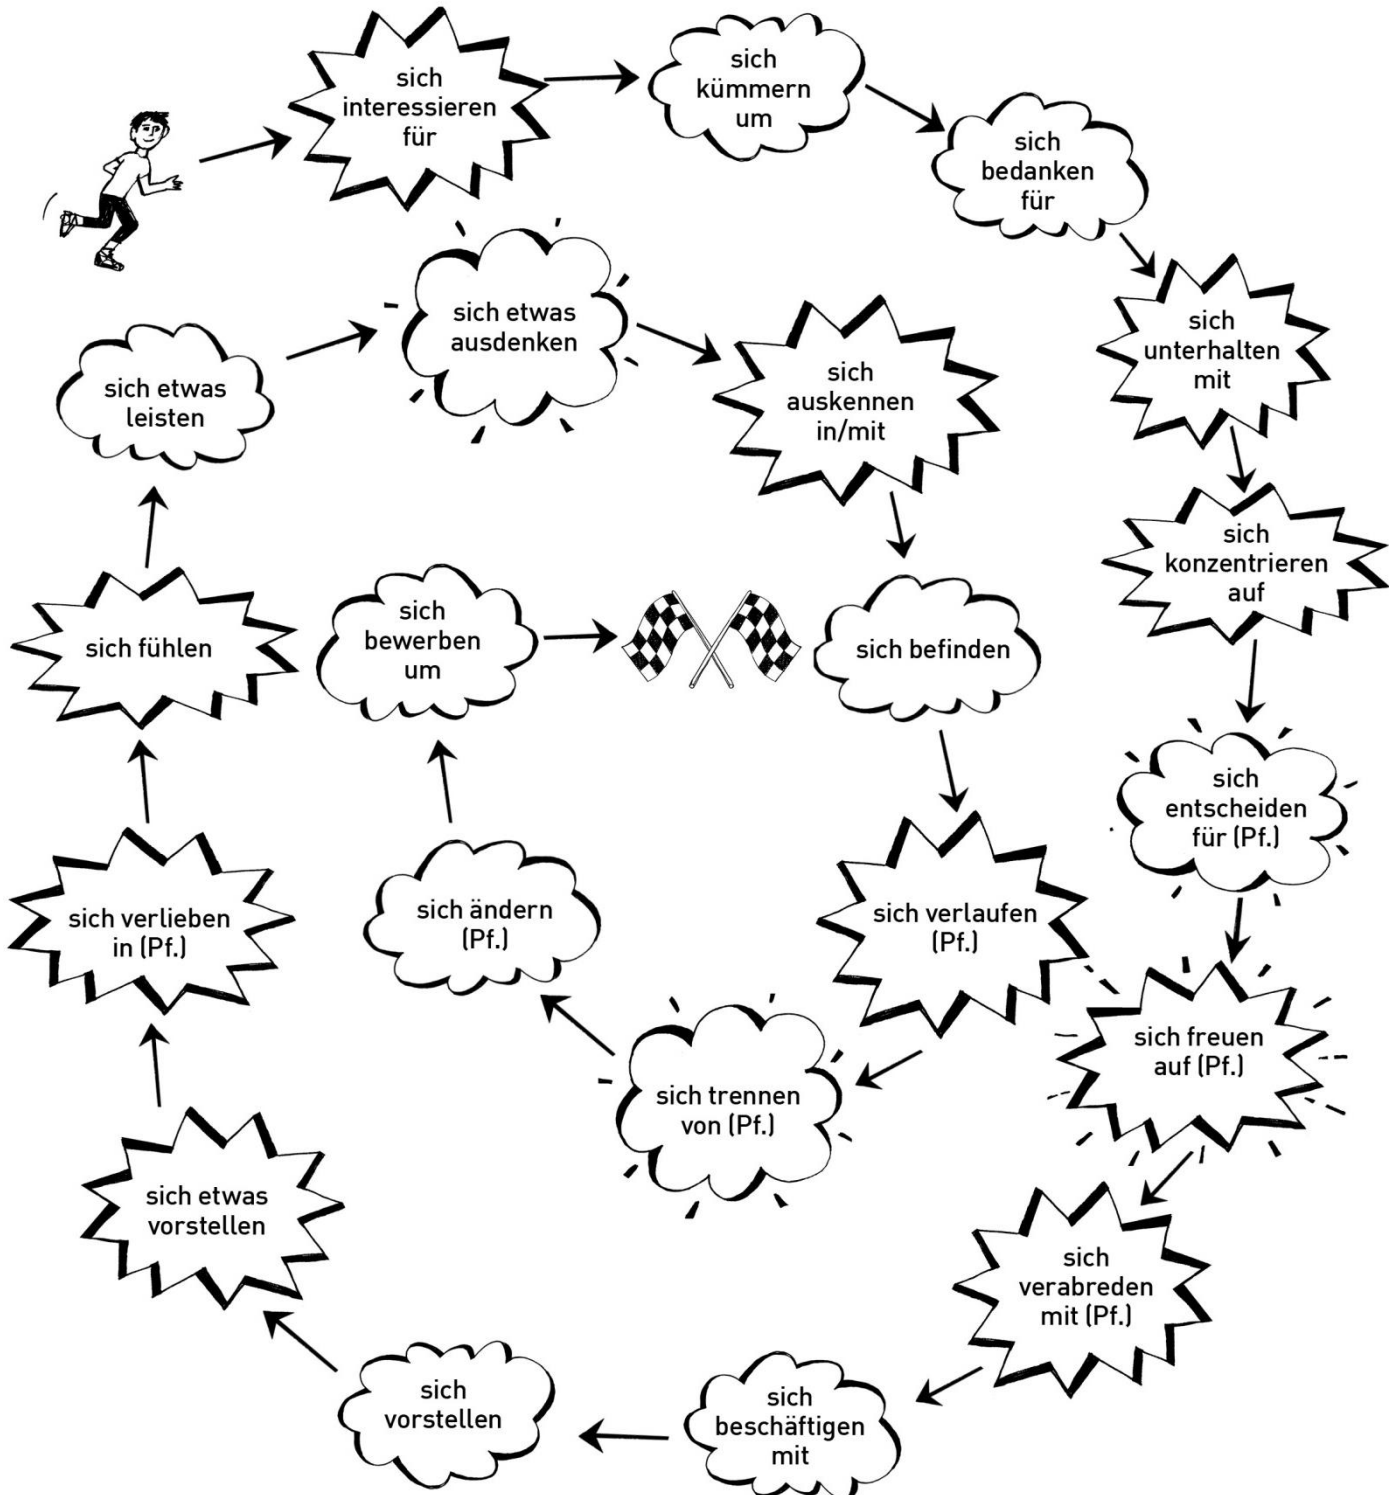 sich
interessieren
für
sich
kümmern
um
sich
bedanken
für
sich
unterhalten
mit
sich
konzentrieren
auf
sich
entscheiden
für (Pf.)
sich freuen
auf (Pf.)
sich
verabreden
mit (Pf.)
sich
beschäftigen
mit
sich
vorstellen
sich etwas
vorstellen
sich verlieben
in (Pf.)
sich fühlen
sich etwas
leisten
sich etwas
ausdenken
sich
auskennen
in/mit
sich befinden
sich verlaufen
(Pf.)
sich trennen
von (Pf.)
sich ändern
(Pf.)
sich
bewerben
um